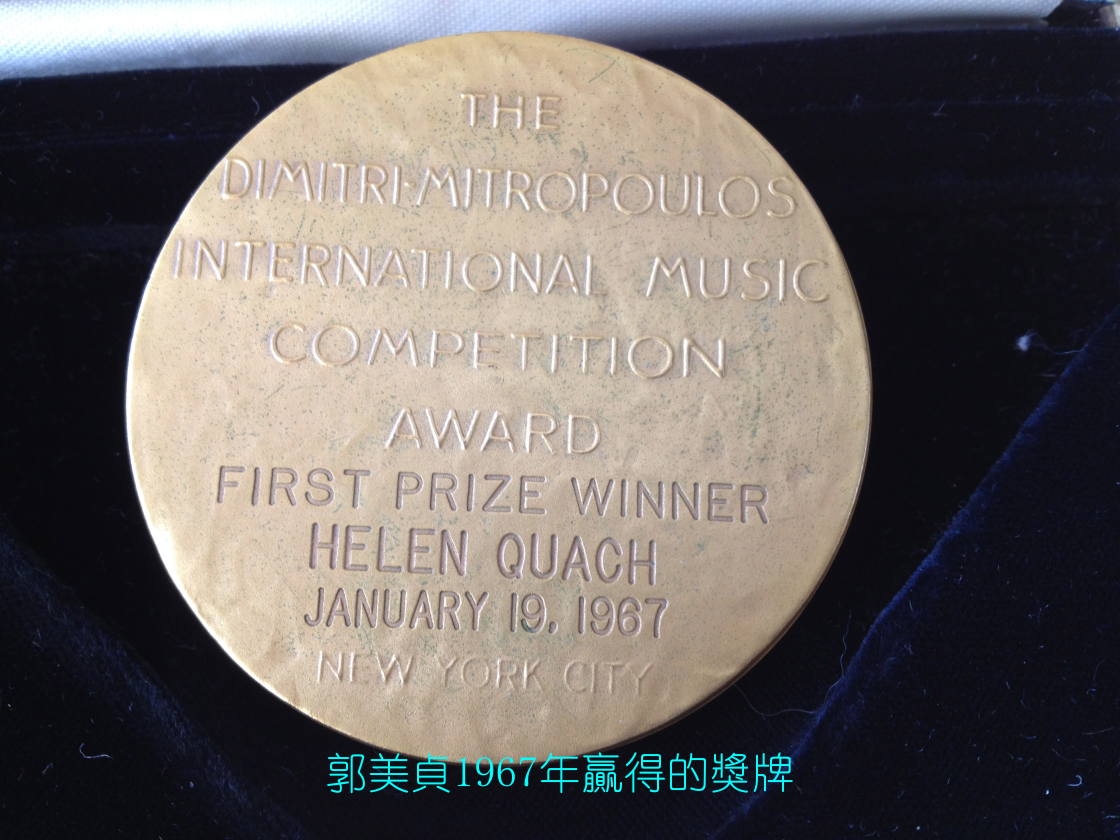 THE
DIMITRI-MITROPOULOS
INTERNATIONAL MUSIC
COMPETITION
AWARD
FIRST PRIZE WINNER
HELEN QUACH
JANUARY 19, 1967
NEW YORK CITY
郭美貞1967年贏得的獎牌